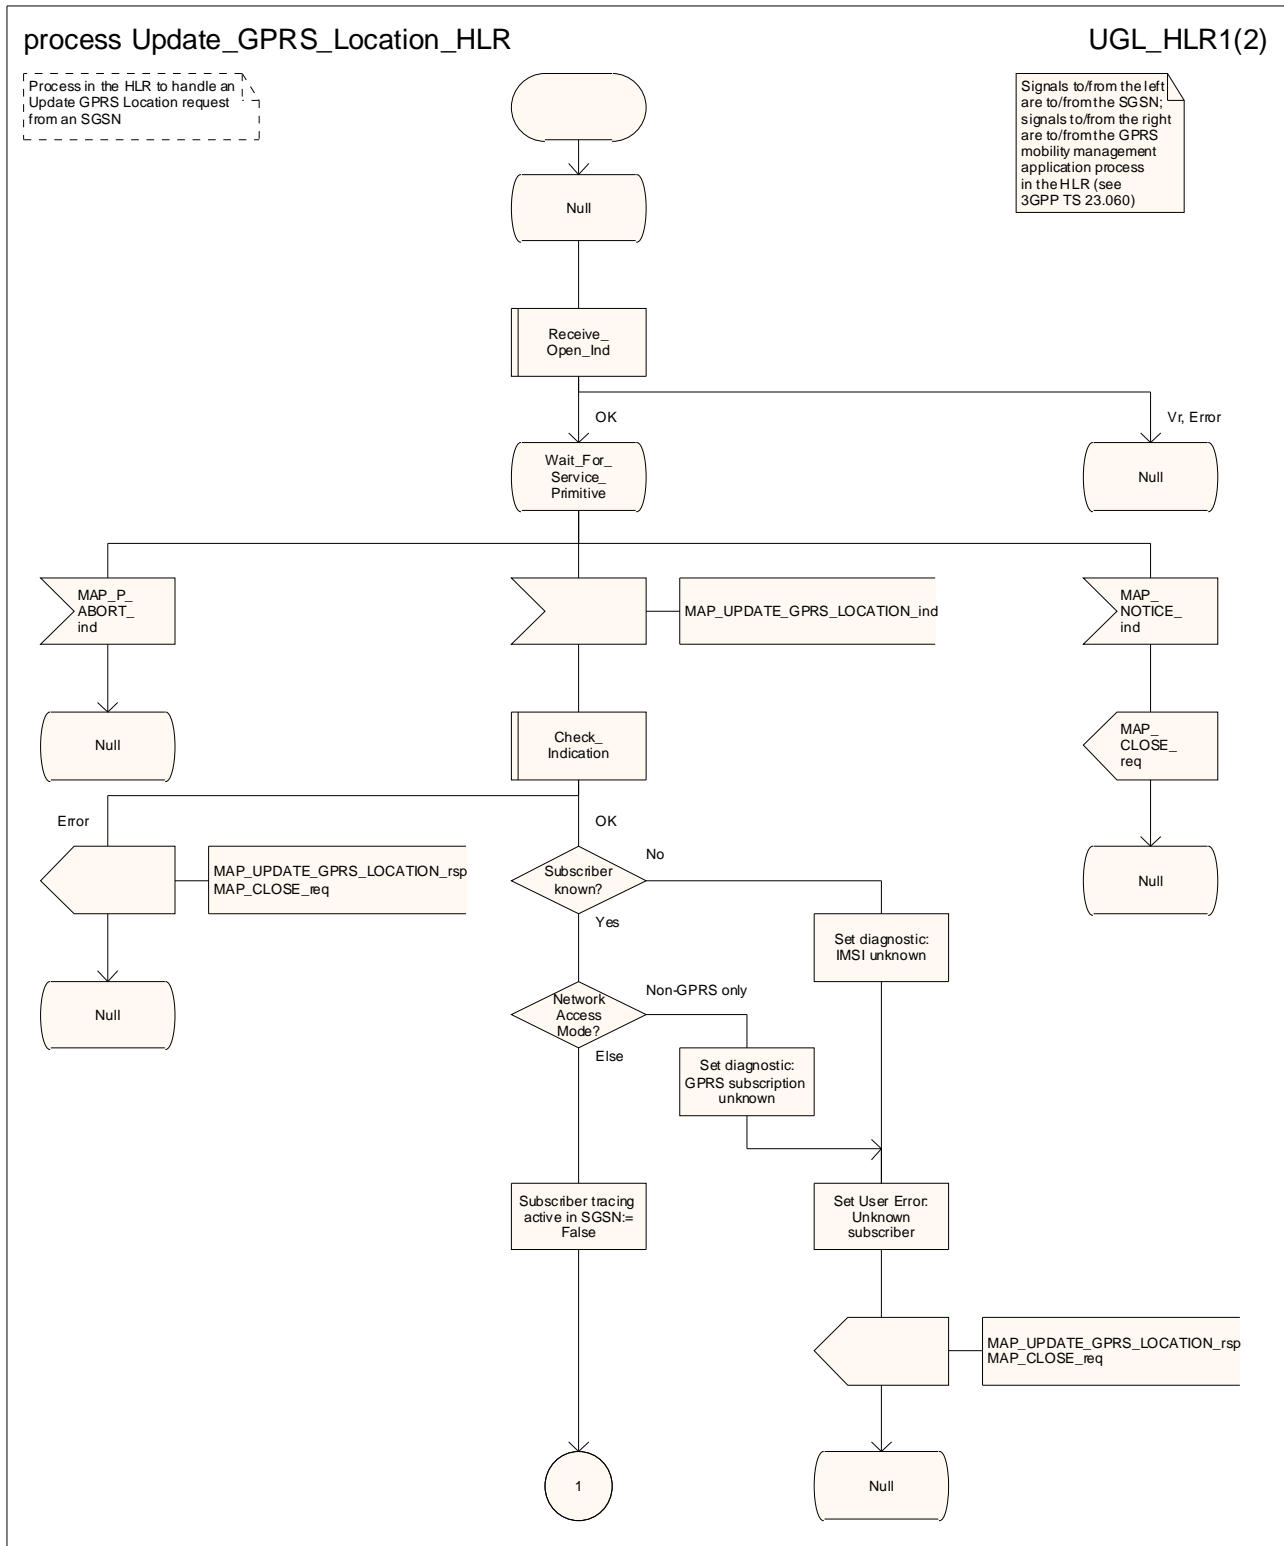 process Update_GPRS_Location_HLR
UGL_HLR1(2)
Process in the HLR to handle an
Update GPRS Location request
from an SGSN
Signals to/from the left
are to/from the SGSN;
signals to/from the right
are to/from the GPRS
mobility management
application process
in the HLR (see
3GPP TS 23.060)
Null
Receive_
Open_Ind
OK
Vr, Error
Wait_For_
Service_
Primitive
Null
MAP_P_
ABORT_
ind
MAP_UPDATE_GPRS_LOCATION_ind
MAP_
NOTICE_
ind
Null
Check_
Indication
MAP_
CLOSE_
req
Error
OK
MAP_UPDATE_GPRS_LOCATION_rsp
MAP_CLOSE_req
Subscriber
known?
No
Yes
Null
Set diagnostic:
IMSI unknown
Null
Network
Access
Mode?
Non-GPRS only
Else
Set diagnostic:
GPRS subscription
unknown
Subscriber tracing
active in SGSN:=
False
Set User Error:
Unknown
subscriber
MAP_UPDATE_GPRS_LOCATION_rsp
MAP_CLOSE_req
1
Null